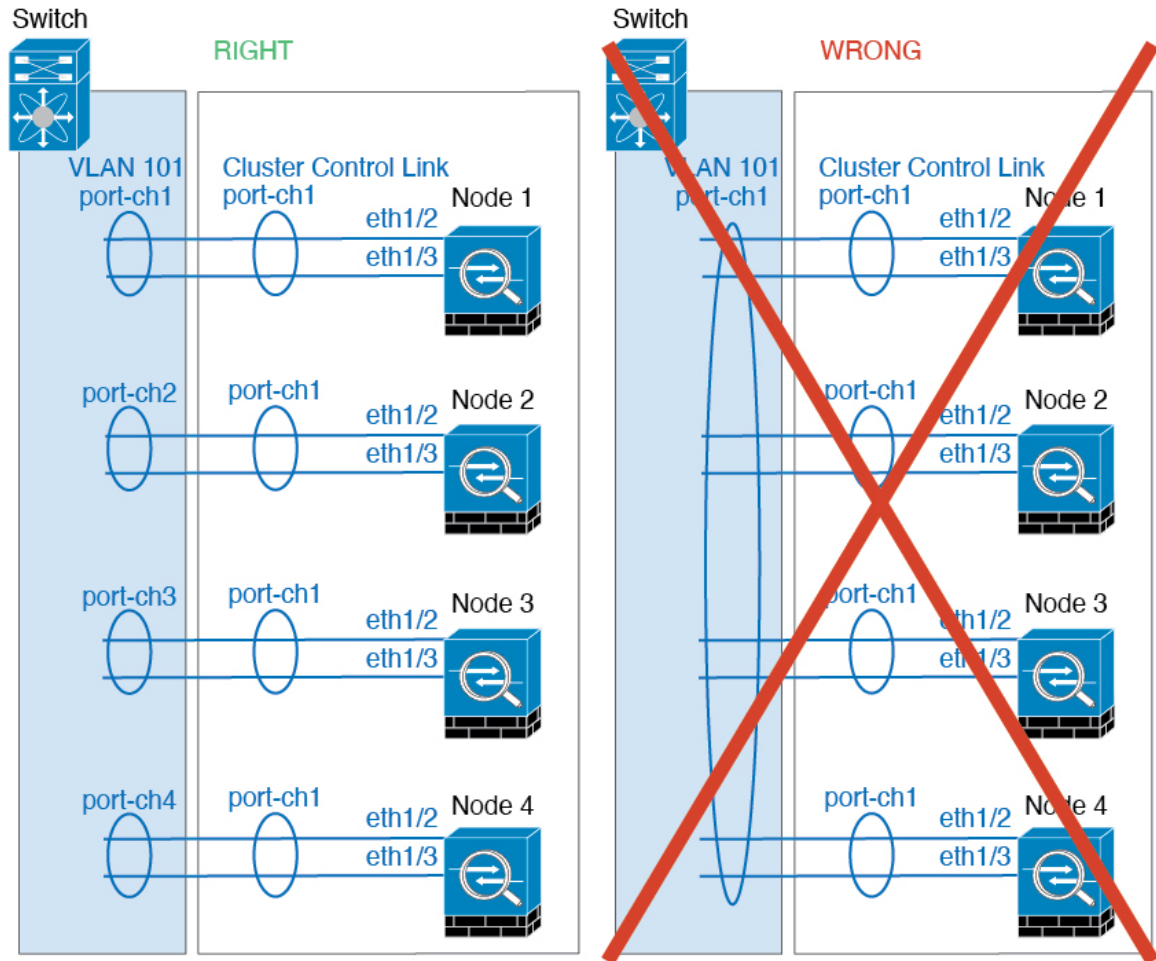 Switch
RIGHT
VLAN 101
port-ch1
Cluster Control Link
port-ch1
Node 1
eth1/2
eth1/3
port-ch2
port-ch1
Node 2
eth1/2
eth1/3
port-ch3
port-ch1
Node 3
eth1/2
eth1/3
port-ch4
port-ch1
Node 4
eth1/2
eth1/3
Switch
WRONG
VLAN 101
port-ch1
Cluster Control Link
port-ch1
Node 1
eth1/2
eth1/3
port-ch1
Node 2
eth1/2
eth1/3
port-ch1
Node 3
eth1/2
eth1/3
port-ch1
Node 4
eth1/2
eth1/3